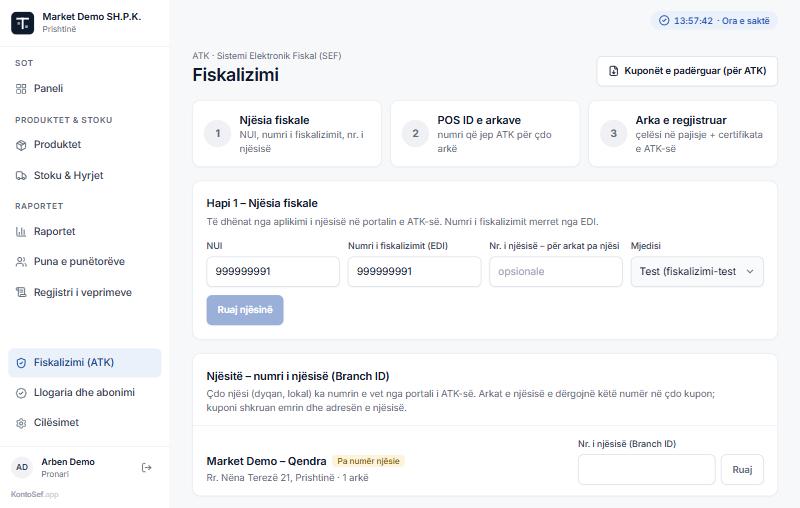 Market Demo SH.P.K.
Prishtinë
SOT
Paneli
PRODUKTET & STOKU
Produktet
Stoku & Hyrjet
RAPORTET
Raportet
Puna e punëtorëve
Regjistri i veprimeve
Fiskalizimi (ATK)
Llogaria dhe abonimi
Cilësimet
AD
Arben Demo
Pronari
KontoSef.app
13:57:42 · Ora e saktë
ATK · Sistemi Elektronik Fiskal (SEF)
Fiskalizimi
Kuponët e padërguar (për ATK)
1
Njësia fiskale
NUI, numri i fiskalizimit, nr. i
njësisë
2
POS ID e arkave
numri që jep ATK për çdo
arkë
3
Arka e regjistruar
çelësi në pajisje + certifikata
e ATK-së
Hapi 1 – Njësia fiskale
Të dhënat nga aplikimi i njësisë në portalin e ATK-së. Numri i fiskalizimit merret nga EDI.
NUI
Numri i fiskalizimit (EDI)
Nr. i njësisë – për arkat pa njësi
Mjedisi
999999991
999999991
opsionale
Test (fiskalizimi-test
Ruaj njësinë
Njësitë – numri i njësisë (Branch ID)
Çdo njësi (dyqan, lokal) ka numrin e vet nga portali i ATK-së. Arkat e njësisë e dërgojnë këtë numër në çdo kupon;
kuponi shkruan emrin dhe adresën e njësisë.
Market Demo – Qendra
Pa numër njësie
Rr. Nëna Terezë 21, Prishtinë · 1 arkë
Nr. i njësisë (Branch ID)
Ruaj